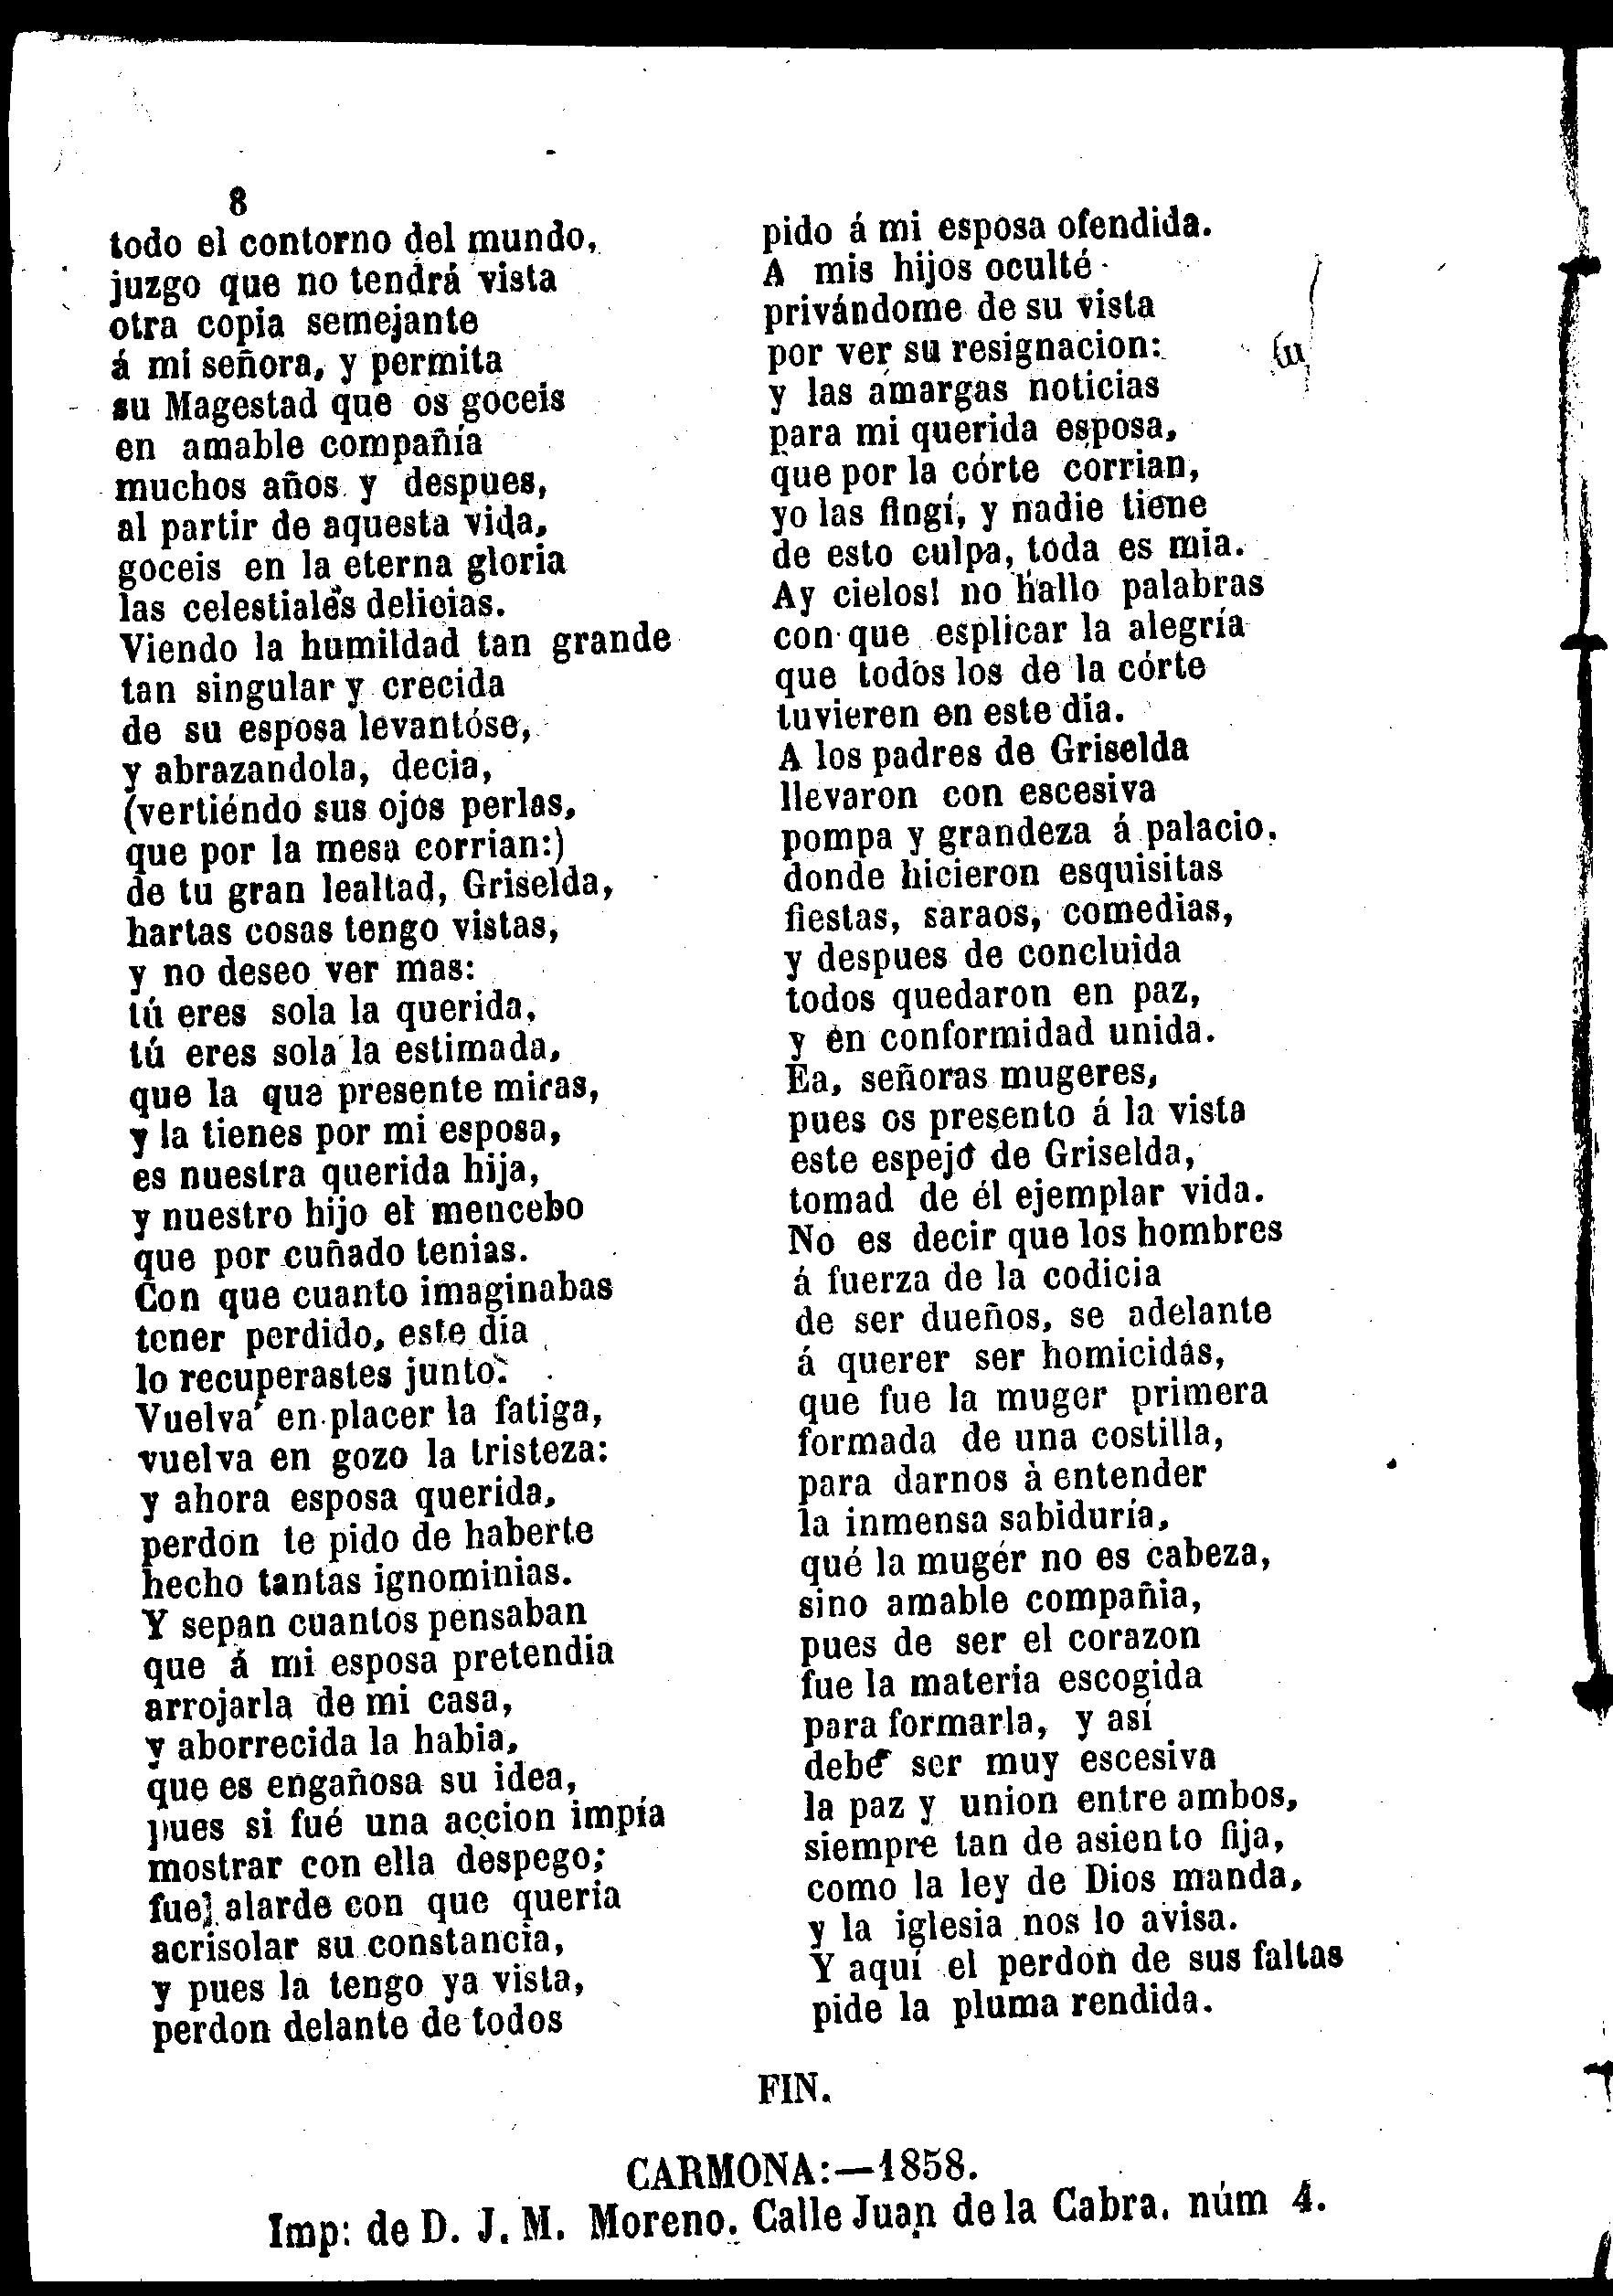 8
todo el contorno del mundo,
juzgo que no tendrá vista
otra copia semejante
á mi señora, y permita
su Magestad que os goceis
en amable compañía
muchos años y despues,
al partir de aquesta vida,
goceis en la eterna gloria
las celestiales delicias.
Viendo la humildad tan grande
tan singular y crecida
de su esposa levantóse,
y abrazandola, decia,
(vertiéndo sus ojos perlas,
que por la mesa corrian:)
de tu gran lealtad, Griselda,
hartas cosas tengo vistas,
y no deseo ver mas:
tú eres sola la querida,
tú eres sola la estimada,
que la que presente miras,
y la tienes por mi esposa,
es nuestra querida hija,
y nuestro hijo el mencebo
que por cuñado tenias.
Con que cuanto imaginabas
tener perdido, este dia
lo recuperastes junto:
Vuelva en placer la fatiga,
vuelva en gozo la tristeza:
y ahora esposa querida,
perdon te pido de haberte
hecho tantas ignominias.
Y sepan cuantos pensaban
que á mi esposa pretendia
arrojarla de mi casa,
y aborrecida la habia,
que es engañosa su idea,
pues si fué una accion impía
mostrar con ella despego;
fue] alarde con que queria
acrisolar su constancia,
y pues la tengo ya vista,
perdon delante de todos
pido á mi esposa ofendida.
A mis hijos oculté
privándome de su vista
por ver su resignacion:
y las amargas noticias
para mi querida esposa,
que por la córte corrian,
yo las fingí, y nadie tiene
de esto culpa, toda es mia.
Ay cielos! no hallo palabras
con que esplicar la alegría
que todos los de la córte
tuvieren en este dia.
A los padres de Griselda
llevaron con escesiva
pompa y grandeza á palacio,
donde hicieron esquisitas
fiestas, saraos, comedias,
y despues de concluida
todos quedaron en paz,
y en conformidad unida.
Ea, señoras mugeres,
pues os presento á la vista
este espejo de Griselda,
tomad de él ejemplar vida.
No es decir que los hombres
á fuerza de la codicia
de ser dueños, se adelante
á querer ser homicidas,
que fue la muger primera
formada de una costilla,
para darnos à entender
la inmensa sabiduría,
qué la mugér no es cabeza,
sino amable compañia,
pues de ser el corazon
fue la materia escogida
para formarla, y así
debe ser muy escesiva
la paz y union entre ambos,
siempre tan de asiento fija,
como la ley de Dios manda,
y la iglesia nos lo avisa.
Y aquí el perdon de sus faltas
pide la pluma rendida.
FIN.
CARMONA:—1858.
Imp: de D. J. M. Moreno. Calle Juan de la Cabra. núm 4.